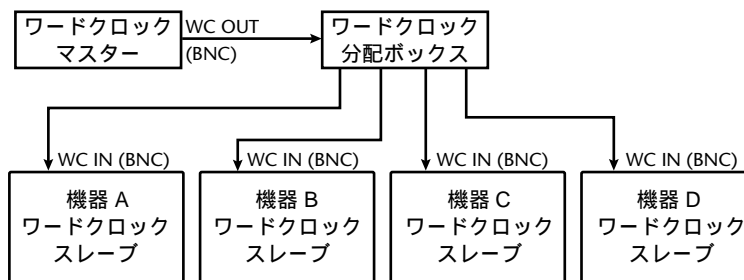 ワードクロック
マスター
WC OUT
(BNC)
ワードクロック
分配ボックス
WC IN (BNC)
WC IN (BNC)
WC IN (BNC)
WC IN (BNC)
機器 A
ワードクロック
スレーブ
機器 B
ワードクロック
スレーブ
機器 C
ワードクロック
スレーブ
機器 D
ワードクロック
スレーブ